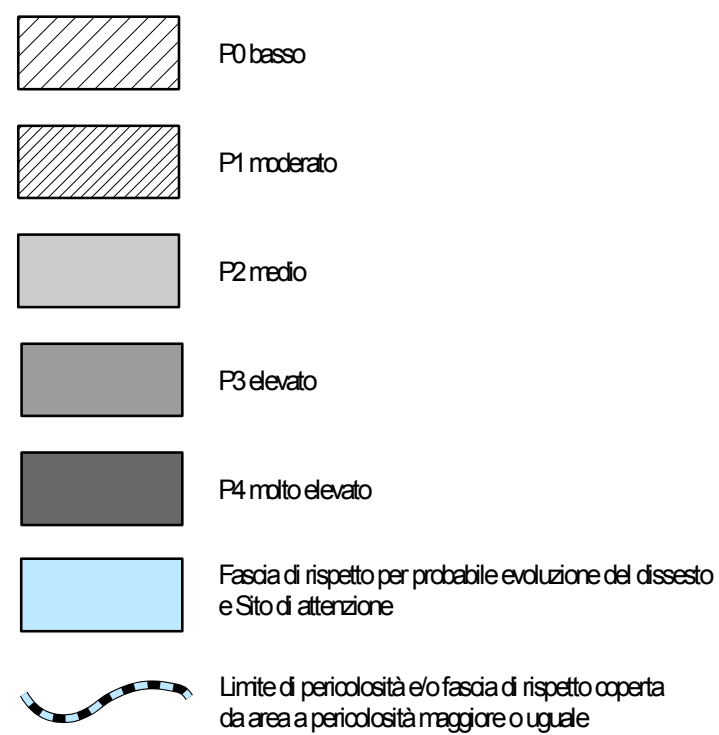 P0 basso
P1 moderato
P2 medio
P3 elevato
P4 molto elevato
Fascia di rispetto per probabile evoluzione del dissesto
e Sito di attenzione
Limite di pericolosità e/o fascia di rispetto coperta
da area a pericolosità maggiore o uguale